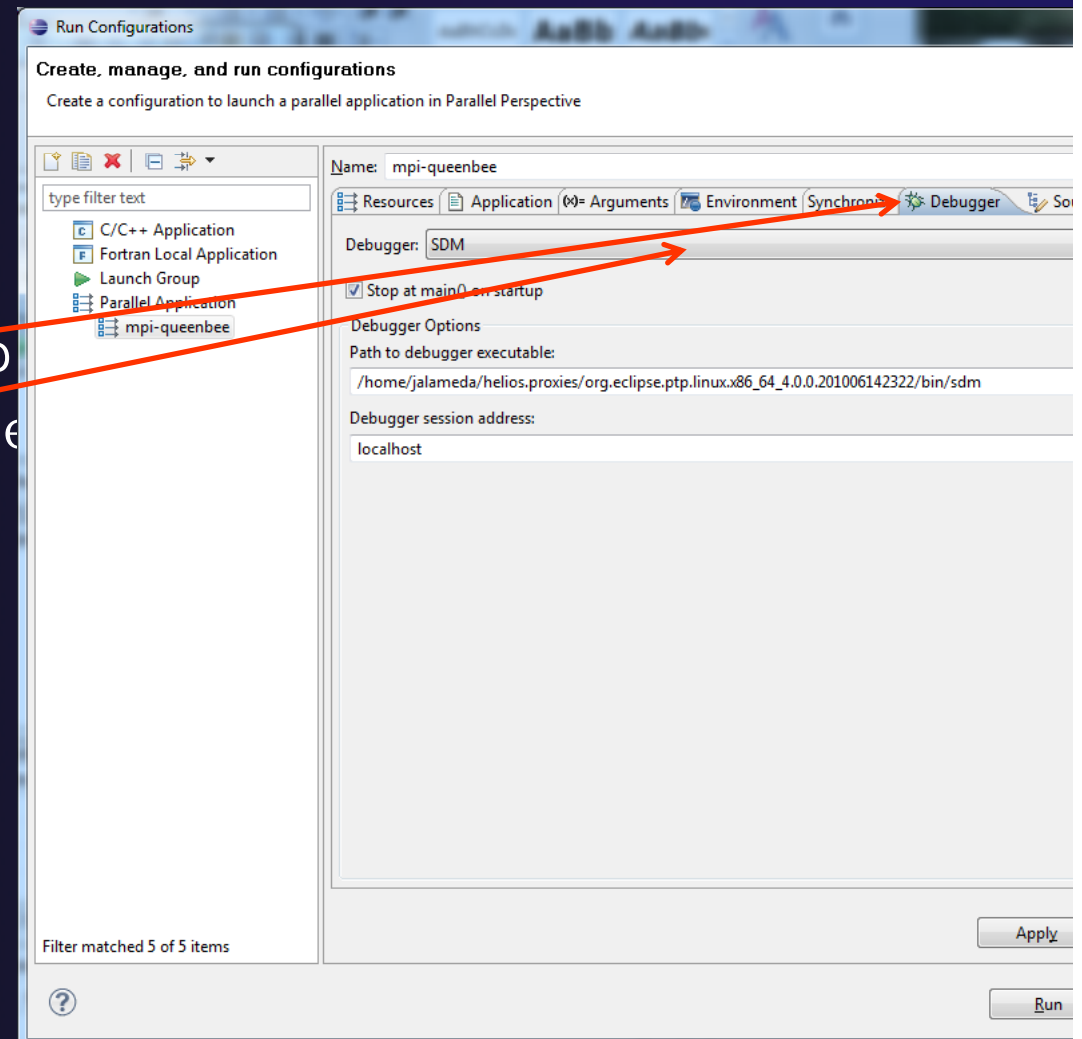 Run Configurations
Create, manage, and run configurations
Create a configuration to launch a parallel application in Parallel Perspective
type filter text
C/C++ Application
Fortran Local Application
Launch Group
Parallel Application
mpi-queenbee
Filter matched 5 of 5 items
Name: mpi-queenbee
Resources Application (x)= Arguments Environment Debugger
Debugger: SDM
Stop at main() on startup
Debugger Options
Path to debugger executable:
/home/jalameda/helios.proxies/org.eclipse.ptp.linux.x86_64_4.0.0.201006142322/bin/sdm
Debugger session address:
localhost
Apply
Run